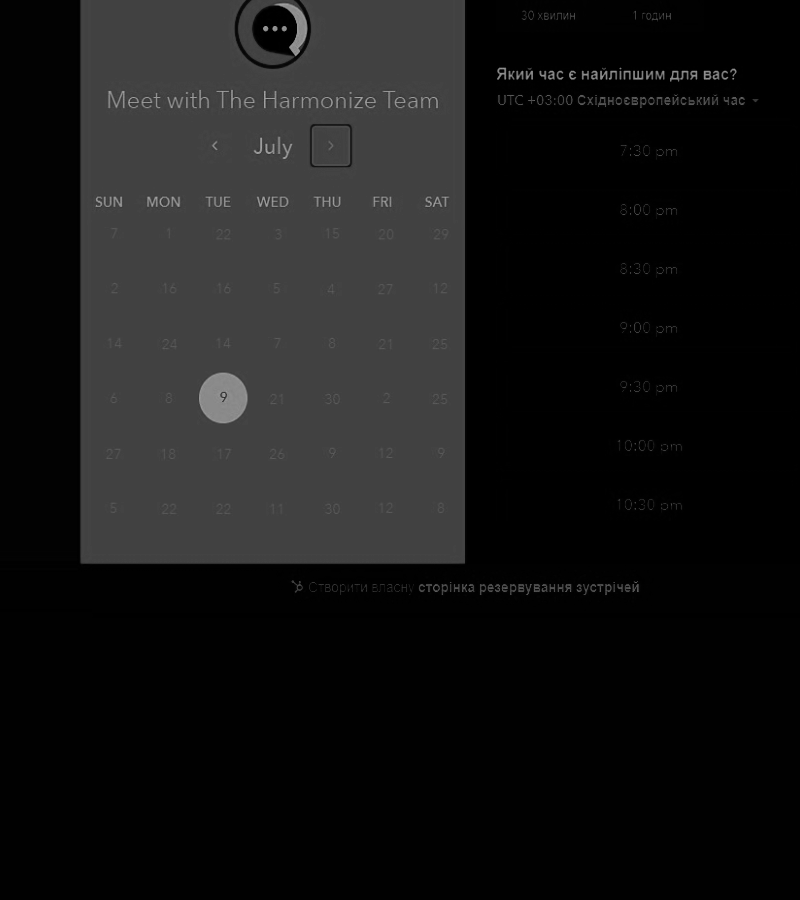 30 хвилин 1 годин
Meet with The Harmonize Team
July
SUN MON TUE WED THU FRI SAT
7 1 22 3 15 20 29
2 16 16 5 4 27 12
14 24 14 7 8 21 25
6 8 9 21 30 2 25
27 18 17 26 9 12 9
5 22 22 11 30 12 8
Який час є найліпшим для вас?
UTC +03:00 Східноєвропейський час
7:30 pm
8:00 pm
8:30 pm
9:00 pm
9:30 pm
10:00 pm
10:30 pm
Створити власну сторінка резервування зустрічей